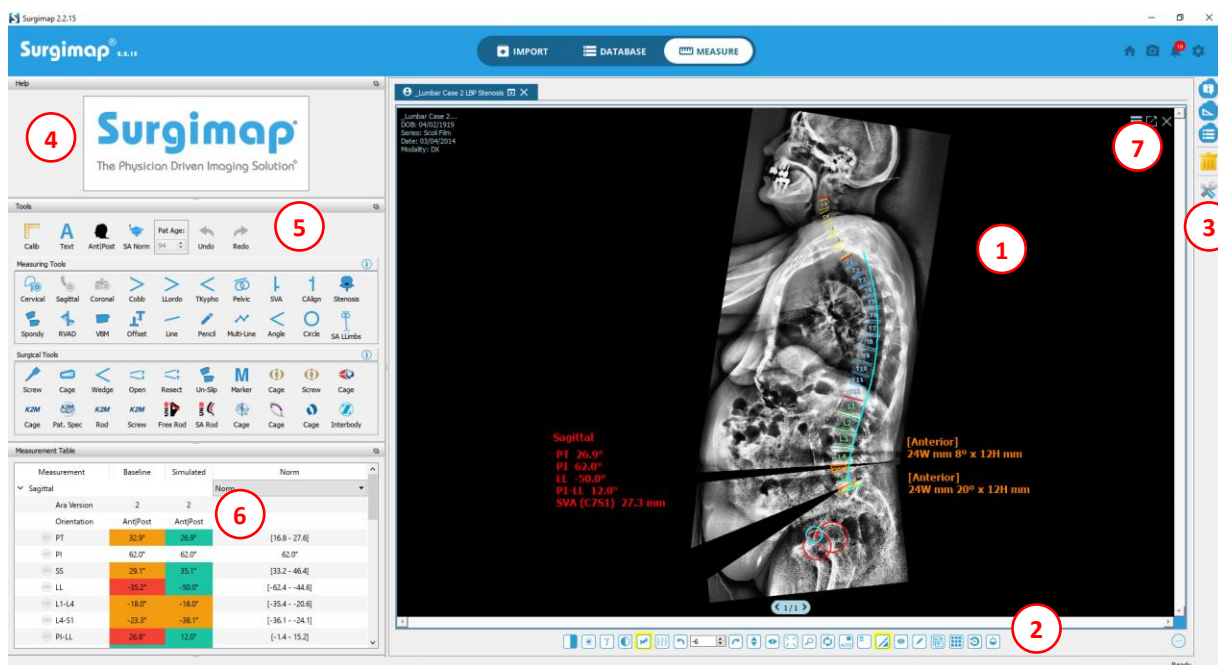 Surgimap 2.2.15
Surgimap® 2.2.15
IMPORT DATABASE MEASURE
10
Help
4
Surgimap®
The Physician Driven Imaging Solution®
Tools
5
Calib Text Ant|Post SA Norm Pat Age: 94 Undo Redo
Measuring Tools
Cervical Sagittal Coronal Cobb LLordo TKypho Pelvic SVA CAlign Stenosis
Spondy RVAD VBM Offset Line Pencil Multi-Line Angle Circle SA LLimbs
Surgical Tools
Screw Cage Wedge Open Resect Un-Slip Marker Cage Screw Cage
K2M K2M K2M
Cage Pat. Spec Rod Screw Free Rod SA Rod Cage Cage Cage Interbody
Measurement Table
Measurement Baseline Simulated Norm
Sagittal Norm
Ara Version 2 2
Orientation Ant|Post Ant|Post
6
PT 32.9° 26.9° [16.8 - 27.6]
PI 62.0° 62.0° 62.0°
SS 29.1° 35.1° [33.2 - 46.4]
LL -35.2° -50.0° [-62.4 - -44.6]
L1-L4 -18.0° -18.0° [-35.4 - -20.6]
L4-S1 -23.3° -38.1° [-36.1 - -24.1]
PI-LL 26.8° 12.0° [-1.4 - 15.2]
_Lumbar Case 2 LBP Stenosis
_Lumbar Case 2...
DOB: 04/02/1919
Series: Scoli Film
Date: 03/04/2014
Modality: DX
7
1
3
Sagittal
PT 26.9°
PI 62.0°
LL -50.0°
PI-LL 12.0°
SVA (C7S1) 27.3 mm
[Anterior]
24W mm 8° x 12H mm
[Anterior]
24W mm 20° x 12H mm
1/1
2
-6
AUTO
Ready